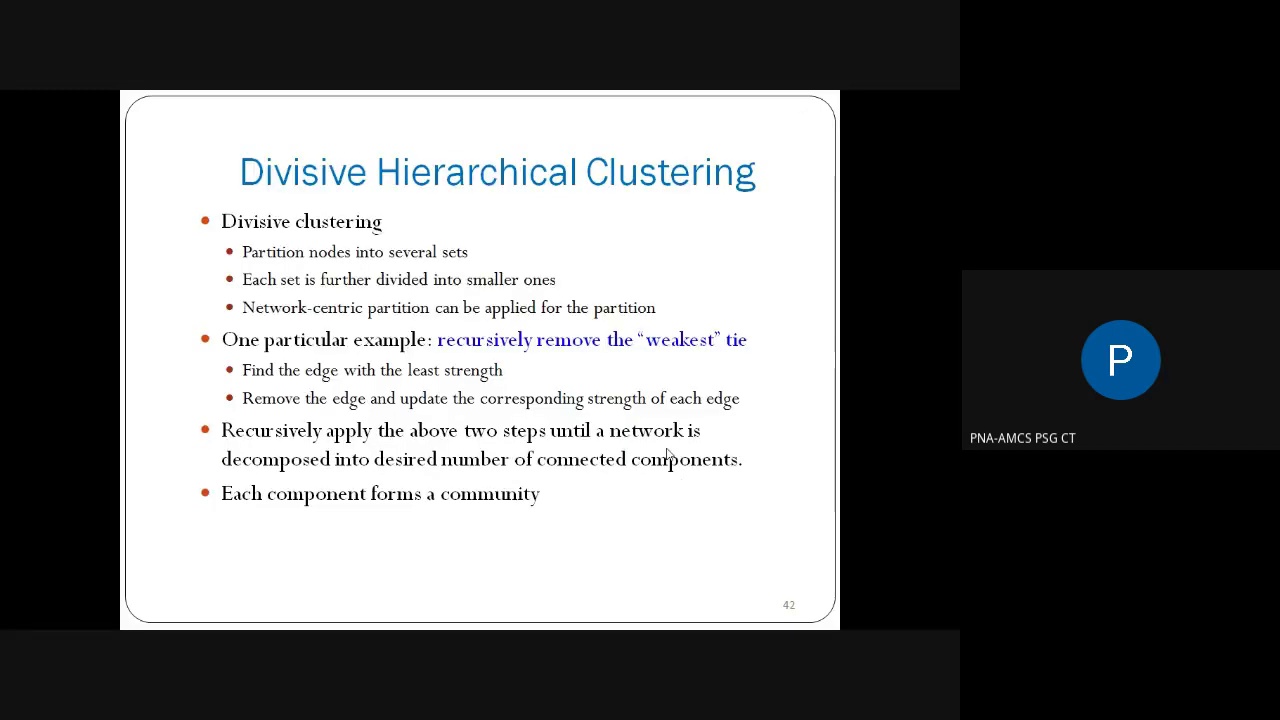 Divisive Hierarchical Clustering
Divisive clustering
Partition nodes into several sets
Each set is further divided into smaller ones
Network-centric partition can be applied for the partition
One particular example: recursively remove the “weakest” tie
Find the edge with the least strength
Remove the edge and update the corresponding strength of each edge
Recursively apply the above two steps until a network is
decomposed into desired number of connected components.
Each component forms a community
42
P
PNA-AMCS PSG CT